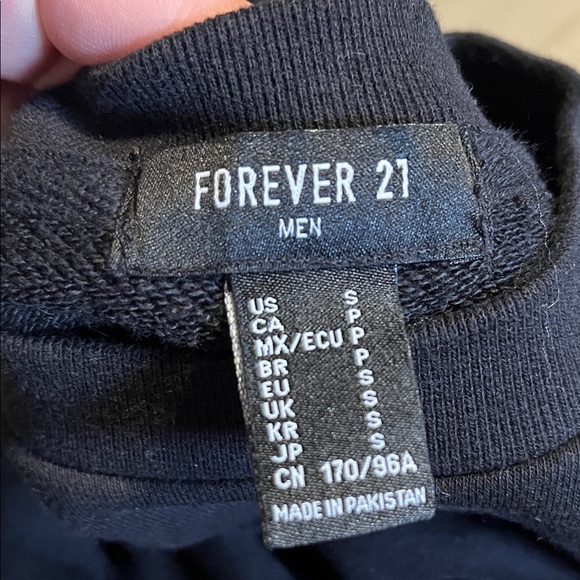 FOREVER 21
MEN
US S
CA P
MX/ECU P
BR P
EU S
UK S
KR S
JP S
CN 170/96A
MADE IN PAKISTAN